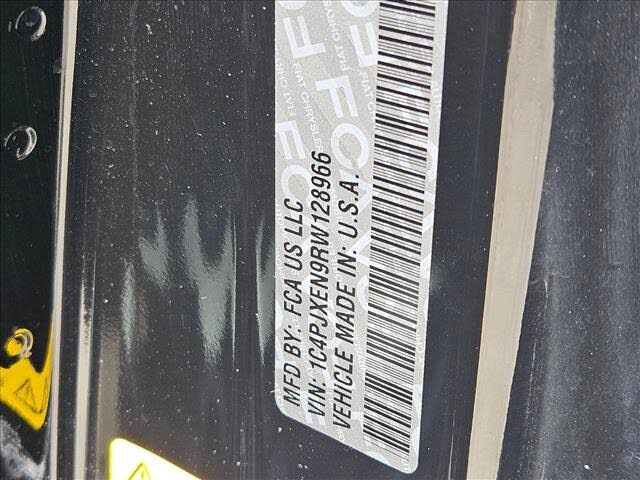 MFD BY: FCA US LLC
VIN: 1C4PJXEN9RW128966
VEHICLE MADE IN: U.S.A.